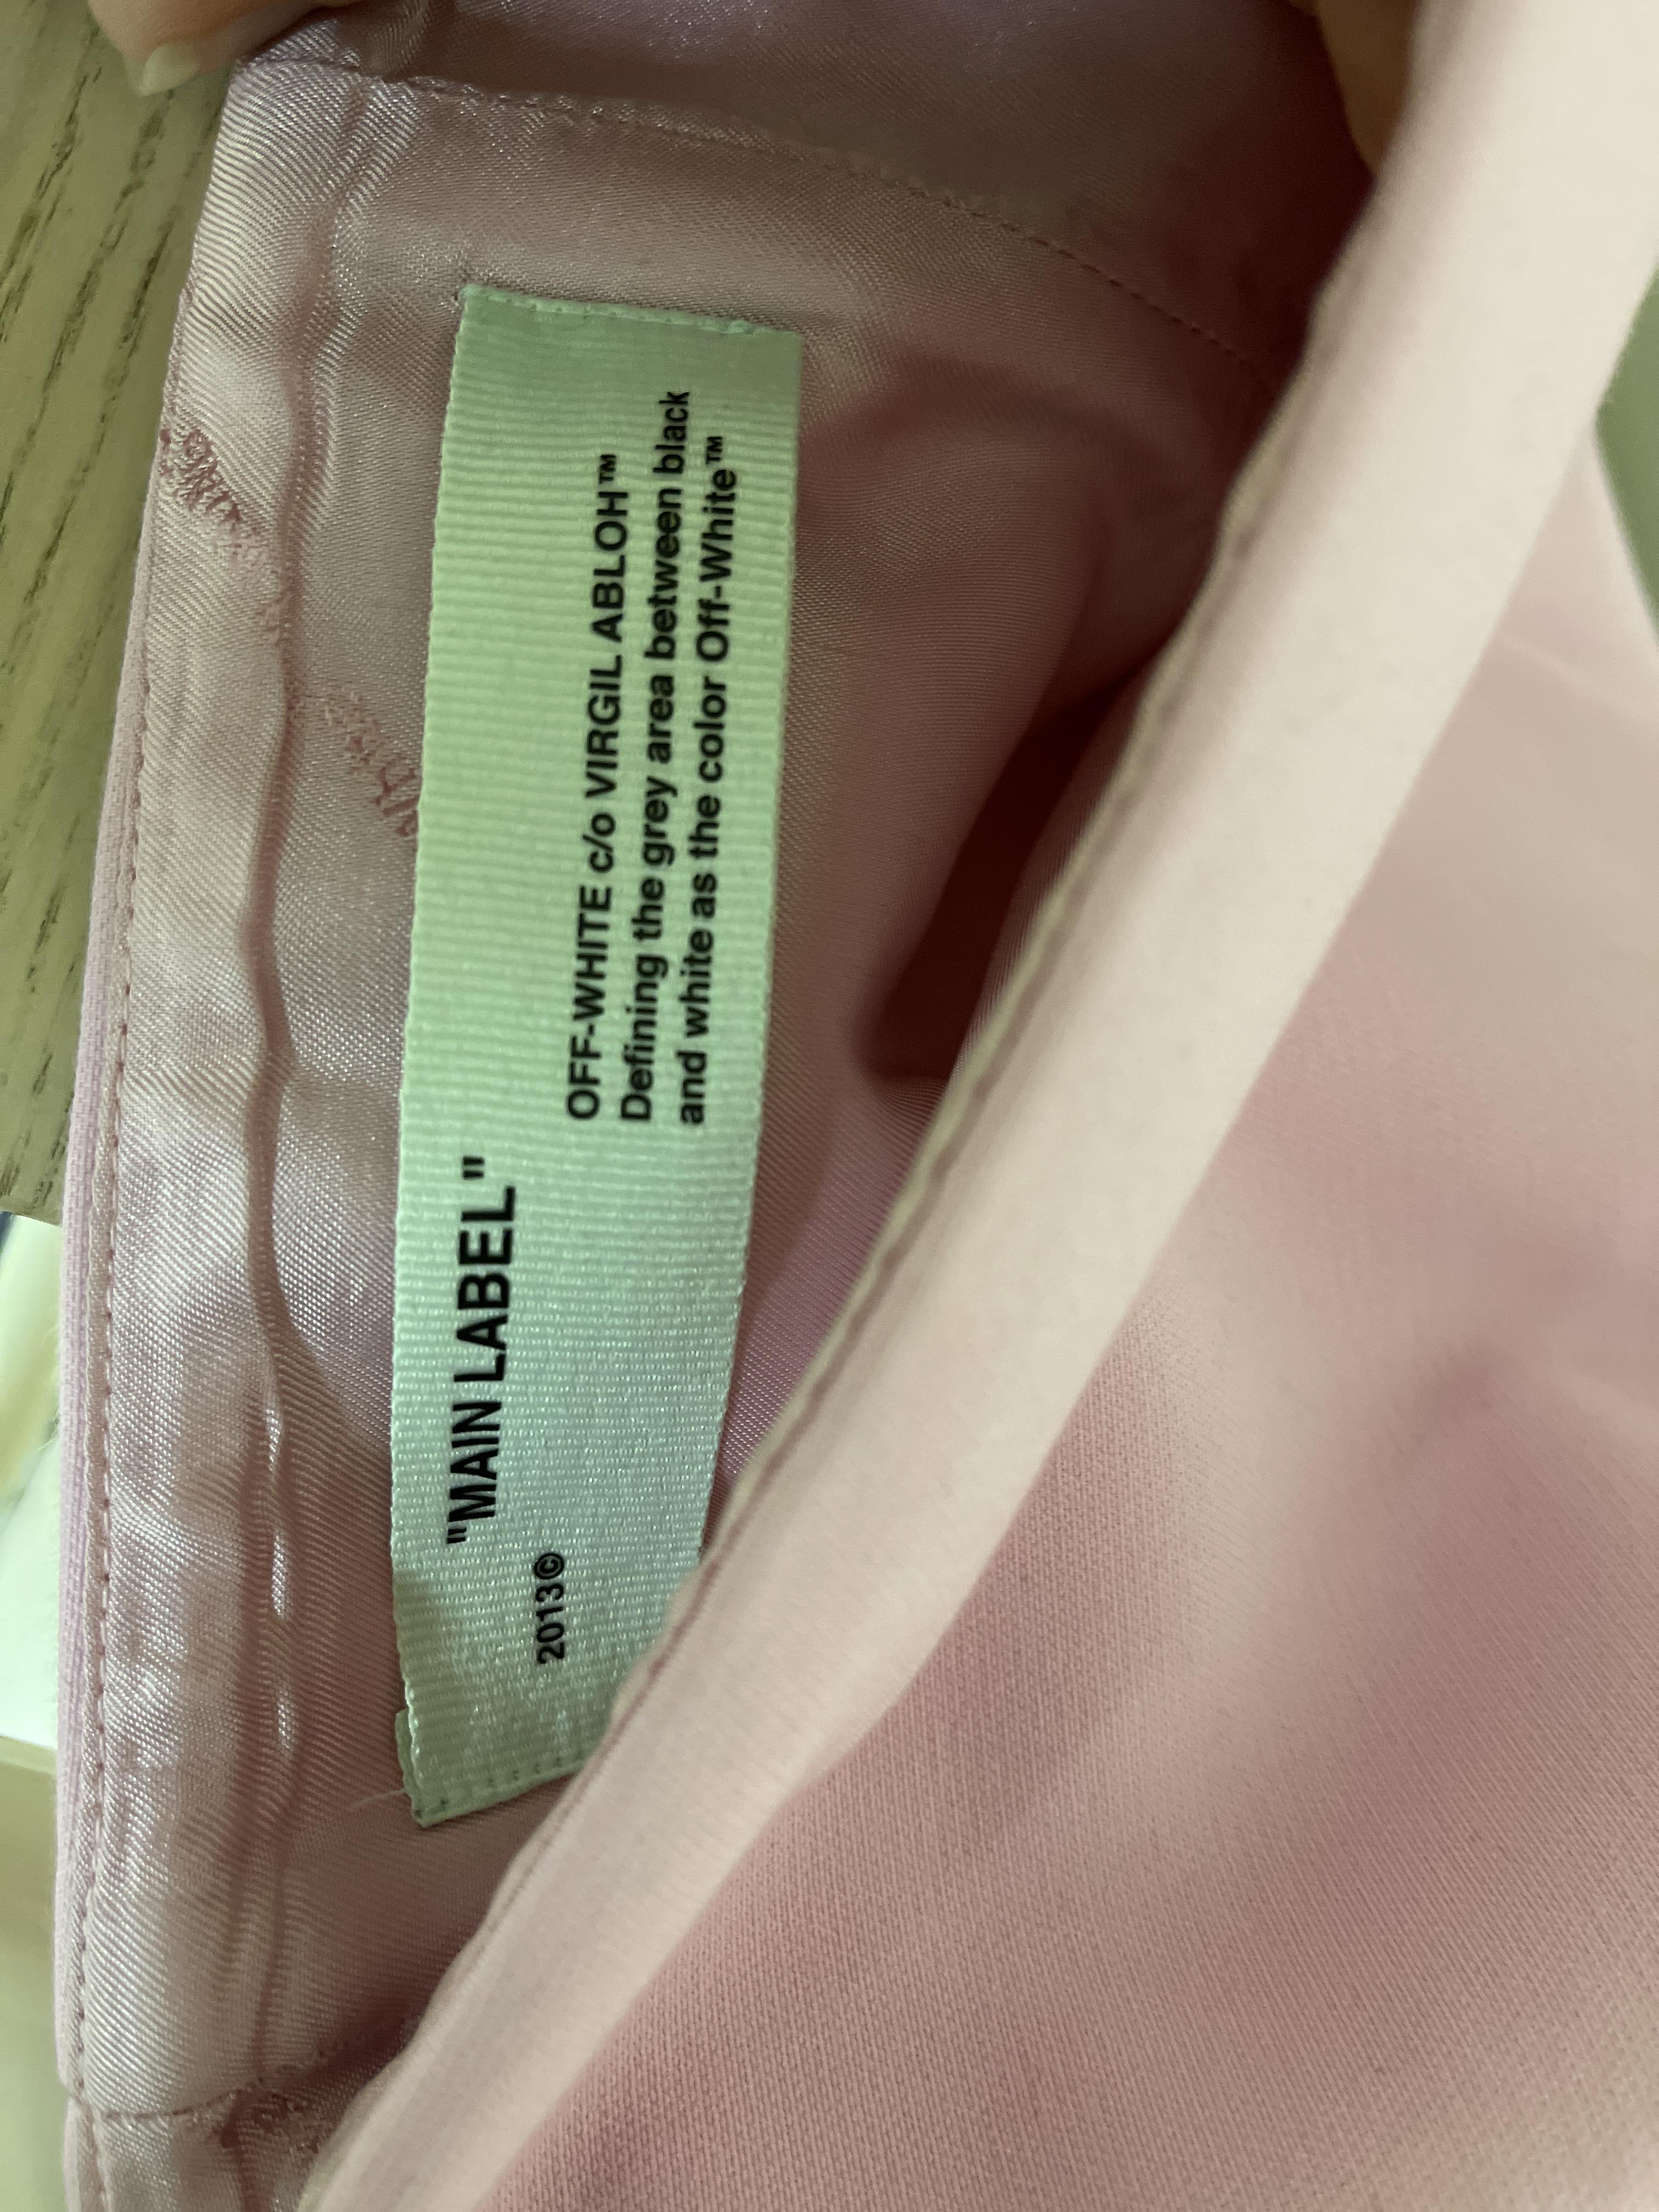 "MAIN LABEL"
2013©
OFF-WHITE c/o VIRGIL ABLOH™
Defining the grey area between black
and white as the color Off-White™